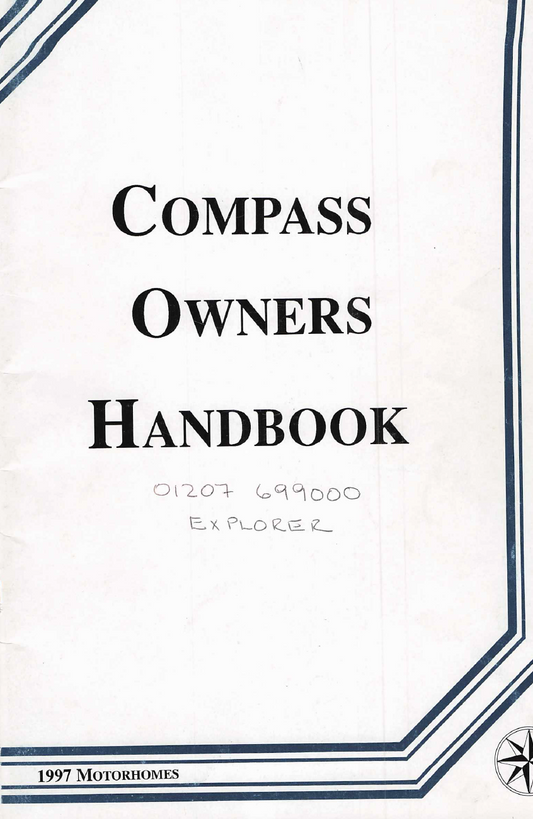 COMPASS
OWNERS
HANDBOOK
01207 699000
EXPLORER
1997 MOTORHOMES